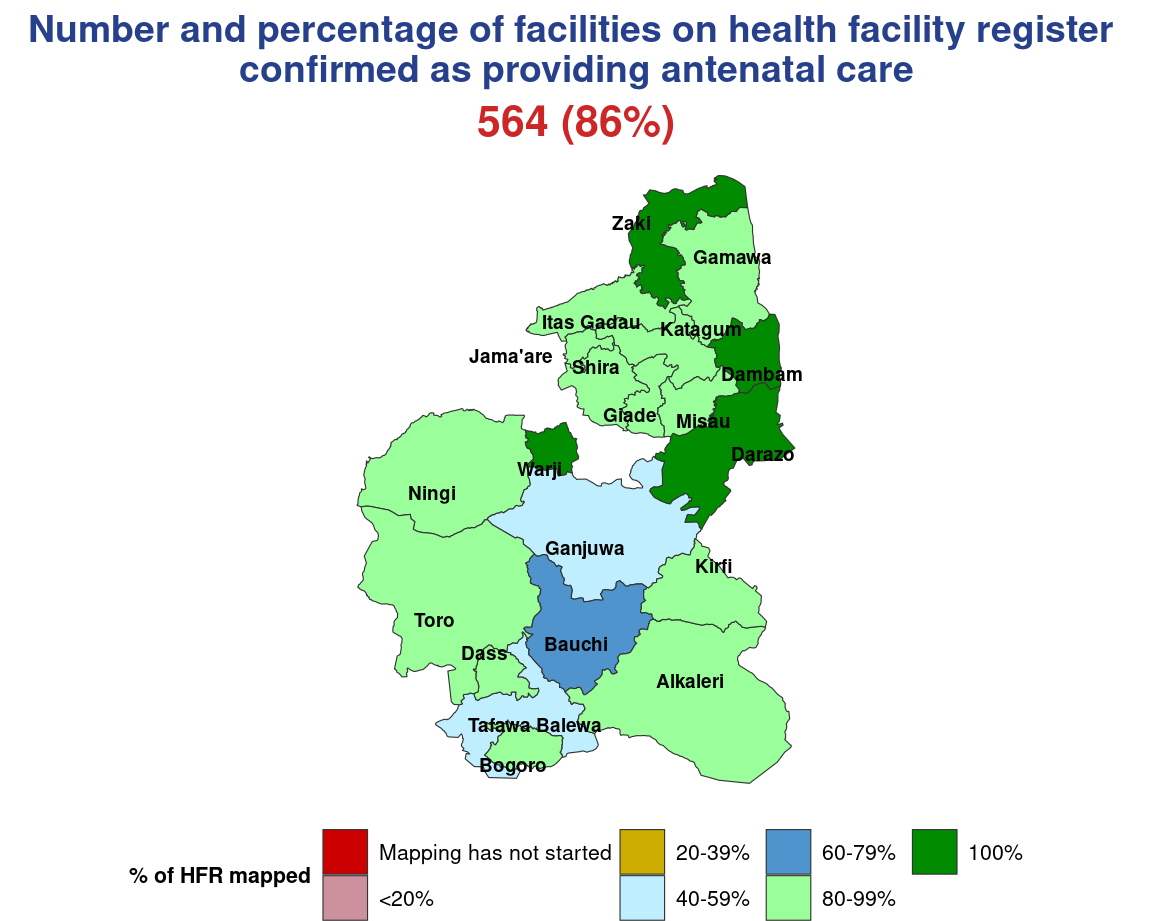 Number and percentage of facilities on health facility register
confirmed as providing antenatal care
564 (86%)
Zaki
Gamawa
Itas Gadau
Katagum
Jama'are
Shira
Dambam
Giade
Misau
Darazo
Warji
Ningi
Ganjuwa
Kirfi
Toro
Bauchi
Dass
Alkaleri
Tafawa Balewa
Bogoro
% of HFR mapped
Mapping has not started
<20%
20-39%
40-59%
60-79%
80-99%
100%